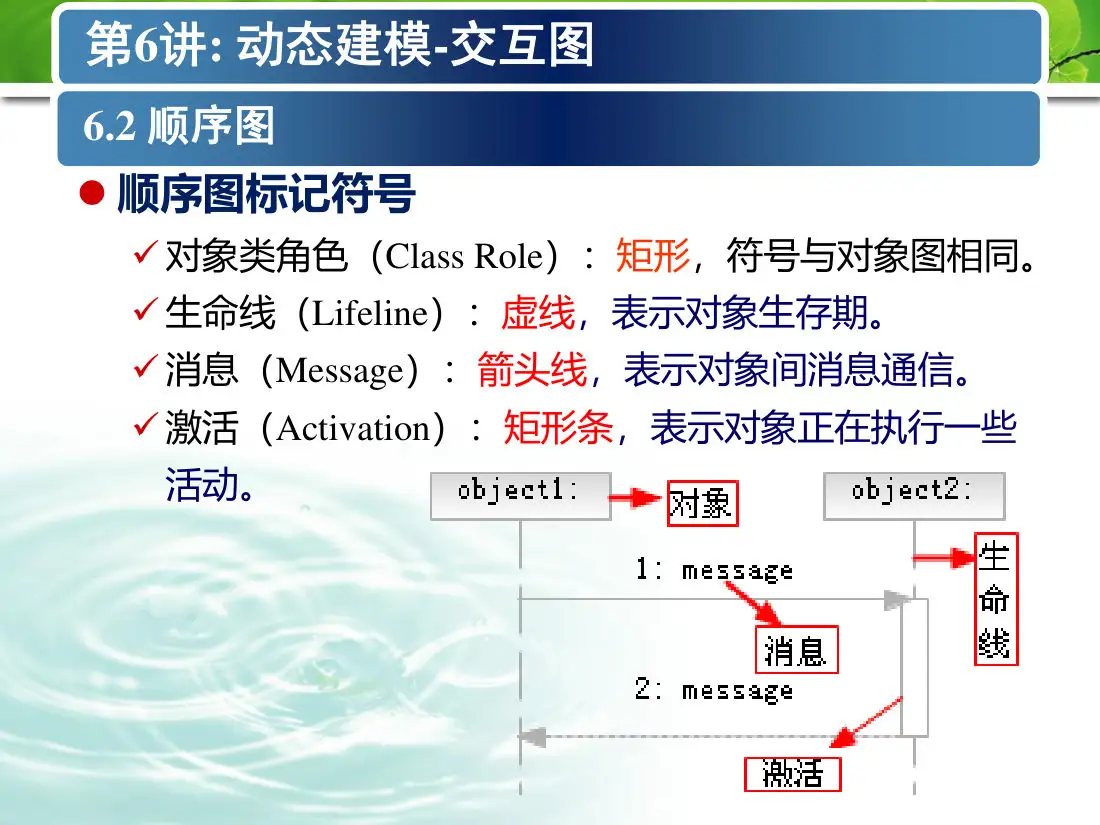 第6讲: 动态建模-交互图
6.2 顺序图
顺序图标记符号
对象类角色（Class Role）：矩形，符号与对象图相同。
生命线（Lifeline）：虚线，表示对象生存期。
消息（Message）：箭头线，表示对象间消息通信。
激活（Activation）：矩形条，表示对象正在执行一些
活动。
object1:
对象
object2:
生
命
线
1: message
消息
2: message
激活